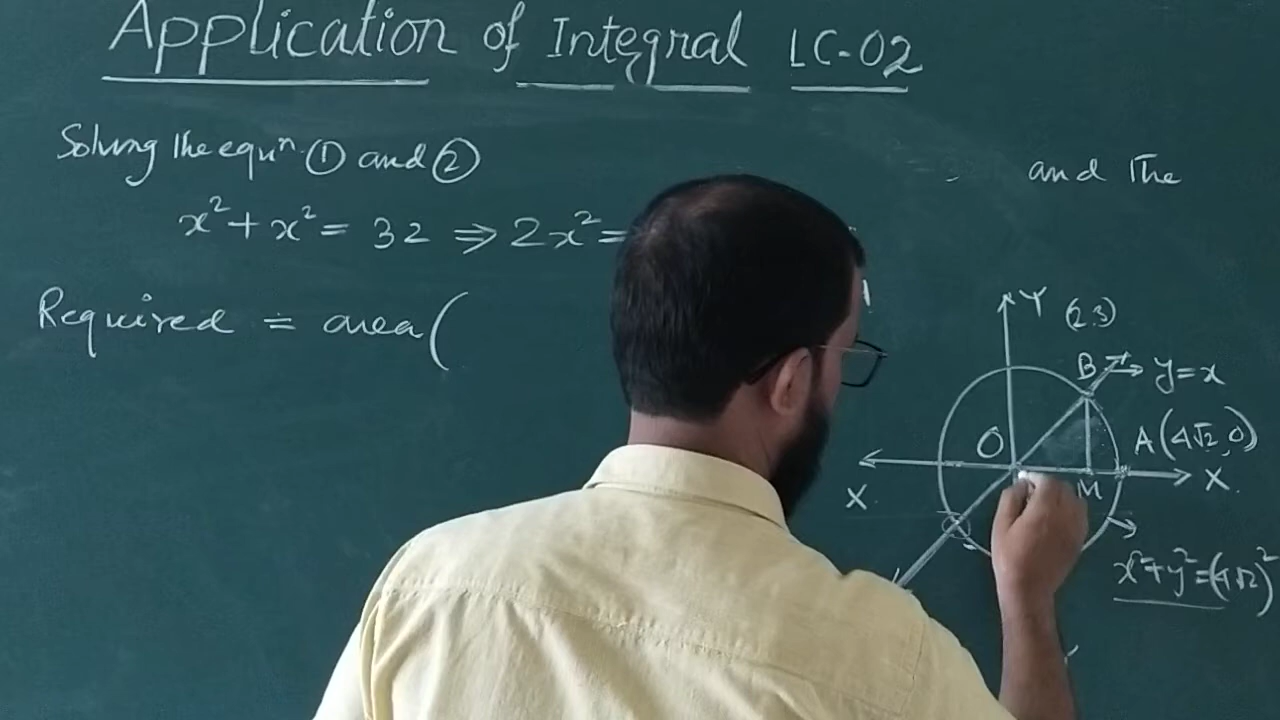 Application of Integral LC-02
Solving the equⁿ. ① and ②
and the
x² + x² = 32 ⇒ 2x² =
Required = area (
Y (2.3)
B y = x
O A (4√2, 0)
X M X.
x² + y² = (4√2)²